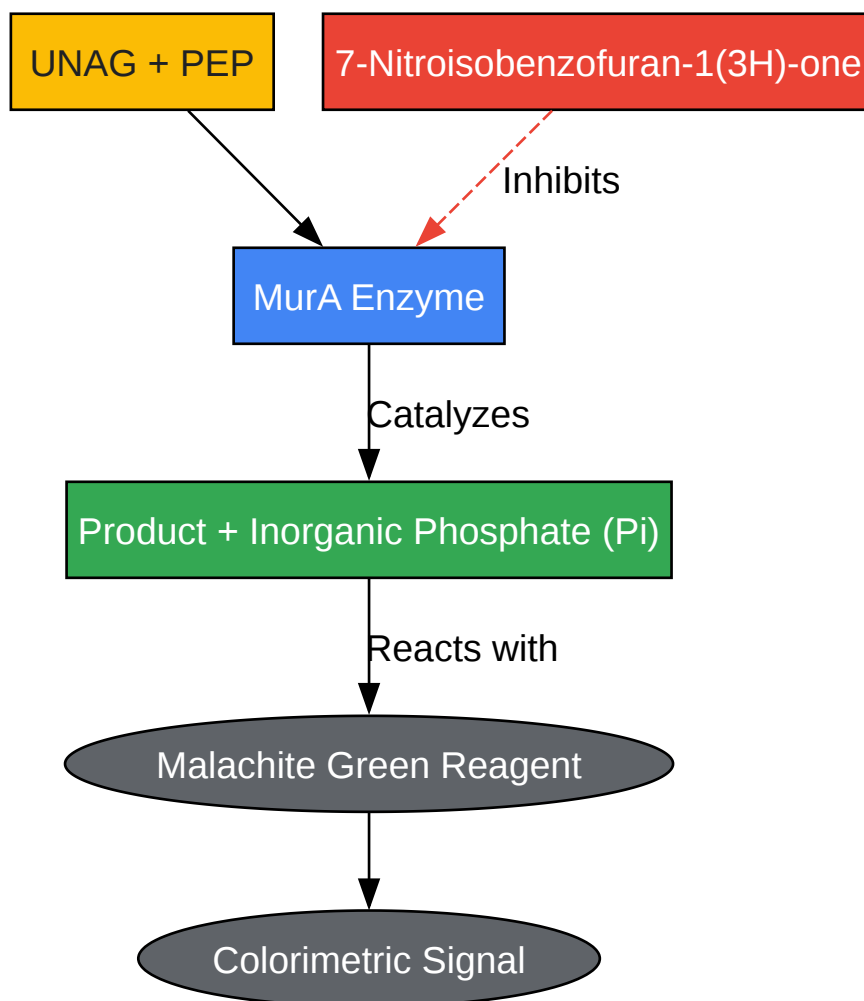 UNAG + PEP
7-Nitroisobenzofuran-1(3H)-one
Inhibits
MurA Enzyme
Catalyzes
Product + Inorganic Phosphate (Pi)
Reacts with
Malachite Green Reagent
Colorimetric Signal